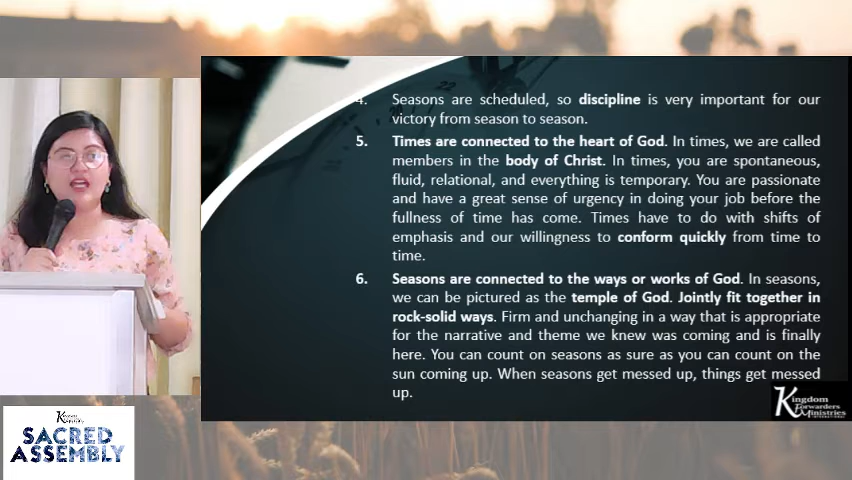 4. Seasons are scheduled, so discipline is very important for our
victory from season to season.
5. Times are connected to the heart of God. In times, we are called
members in the body of Christ. In times, you are spontaneous,
fluid, relational, and everything is temporary. You are passionate
and have a great sense of urgency in doing your job before the
fullness of time has come. Times have to do with shifts of
emphasis and our willingness to conform quickly from time to
time.
6. Seasons are connected to the ways or works of God. In seasons,
we can be pictured as the temple of God. Jointly fit together in
rock-solid ways. Firm and unchanging in a way that is appropriate
for the narrative and theme we knew was coming and is finally
here. You can count on seasons as sure as you can count on the
sun coming up. When seasons get messed up, things get messed
up.
Kingdom
Forwarders
Ministries
SACRED
ASSEMBLY